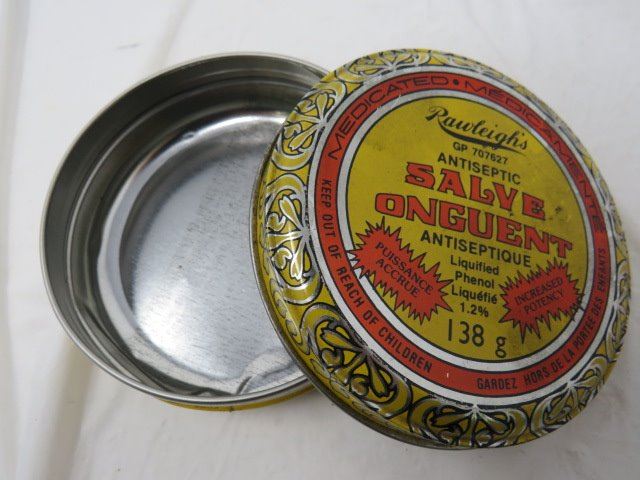 MEDICATED • MÉDICAMENTÉ
Rawleigh's
GP 707627
ANTISEPTIC
SALVE
ONGUENT
ANTISEPTIQUE
PUISSANCE
ACCRUE
Liquified
Phenol
Liquéfié
1.2%
INCREASED
POTENCY
138 g
KEEP OUT OF REACH OF CHILDREN
GARDEZ HORS DE LA PORTÉE DES ENFANTS